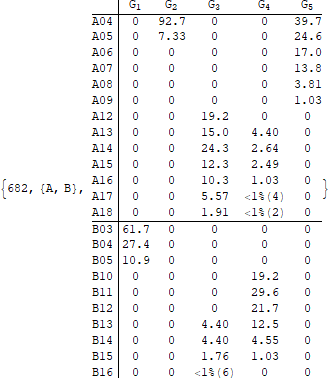 G₁ G₂ G₃ G₄ G₅
A04 0 92.7 0 0 39.7
A05 0 7.33 0 0 24.6
A06 0 0 0 0 17.0
A07 0 0 0 0 13.8
A08 0 0 0 0 3.81
A09 0 0 0 0 1.03
A12 0 0 19.2 0 0
A13 0 0 15.0 4.40 0
A14 0 0 24.3 2.64 0
A15 0 0 12.3 2.49 0
A16 0 0 10.3 1.03 0
{682, {A, B}, A17 0 0 5.57 <1%(4) 0 }
A18 0 0 1.91 <1%(2) 0
B03 61.7 0 0 0 0
B04 27.4 0 0 0 0
B05 10.9 0 0 0 0
B10 0 0 0 19.2 0
B11 0 0 0 29.6 0
B12 0 0 0 21.7 0
B13 0 0 4.40 12.5 0
B14 0 0 4.40 4.55 0
B15 0 0 1.76 1.03 0
B16 0 0 <1%(6) 0 0